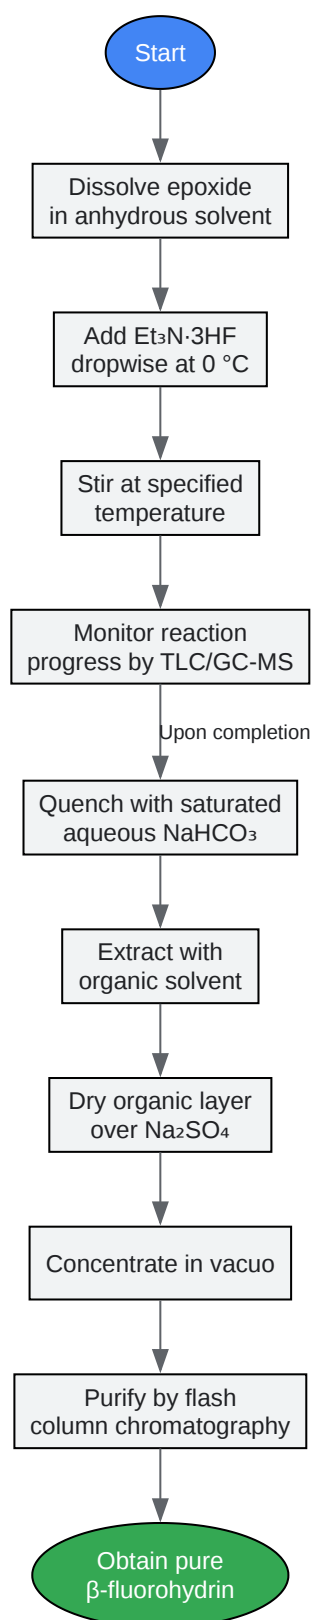 Start
Dissolve epoxide
in anhydrous solvent
Add Et₃N·3HF
dropwise at 0 °C
Stir at specified
temperature
Monitor reaction
progress by TLC/GC-MS
Upon completion
Quench with saturated
aqueous NaHCO₃
Extract with
organic solvent
Dry organic layer
over Na₂SO₄
Concentrate in vacuo
Purify by flash
column chromatography
Obtain pure
β-fluorohydrin